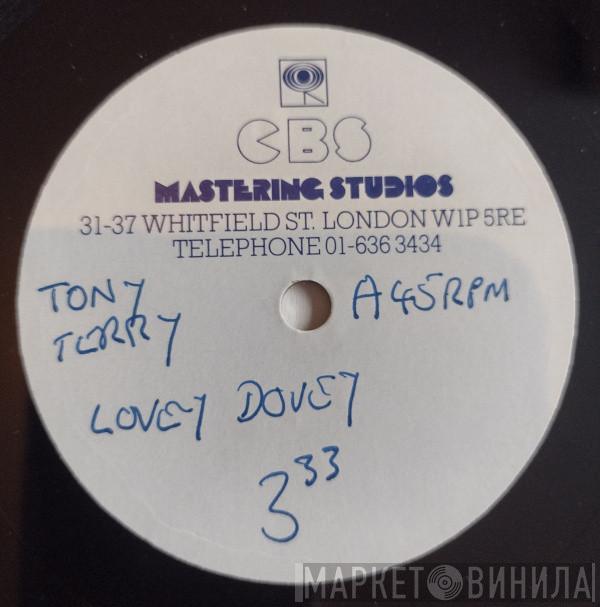 CBS
MASTERING STUDIOS
31-37 WHITFIELD ST. LONDON W1P 5RE
TELEPHONE 01-636 3434
TONY
TERRY
A 45RPM
LOVEY DOVEY
3 33
МАРКЕТ ВИНИЛА